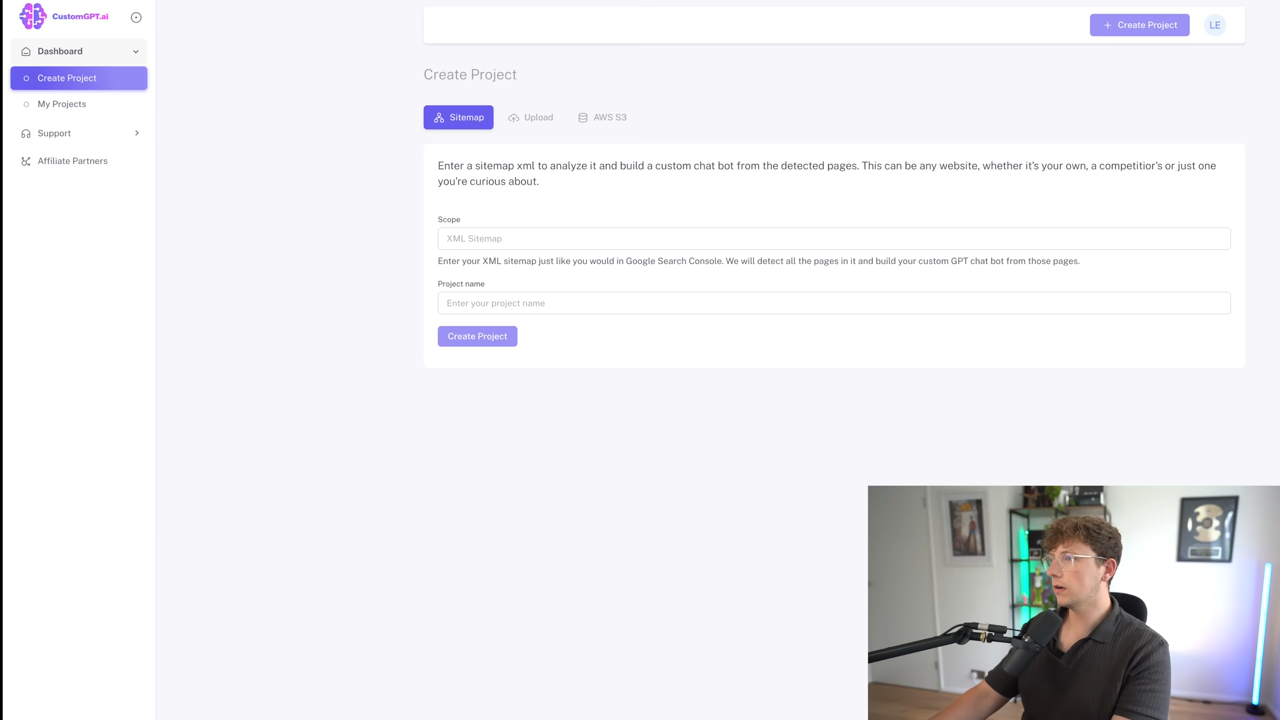 CustomGPT.ai
Dashboard
Create Project
My Projects
Support
Affiliate Partners
Create Project
LE
Create Project
Sitemap
Upload
AWS S3
Enter a sitemap xml to analyze it and build a custom chat bot from the detected pages. This can be any website, whether it's your own, a competitior's or just one
you're curious about.
Scope
XML Sitemap
Enter your XML sitemap just like you would in Google Search Console. We will detect all the pages in it and build your custom GPT chat bot from those pages.
Project name
Enter your project name
Create Project